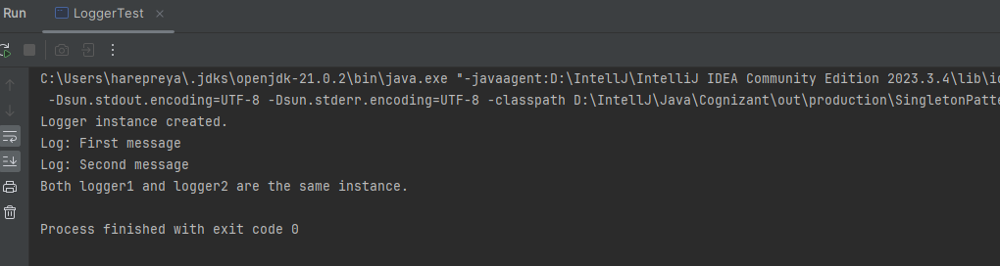 Run LoggerTest
C:\Users\harepreya\.jdks\openjdk-21.0.2\bin\java.exe "-javaagent:D:\IntellJ\IntelliJ IDEA Community Edition 2023.3.4\lib\id
-Dsun.stdout.encoding=UTF-8 -Dsun.stderr.encoding=UTF-8 -classpath D:\IntellJ\Java\Cognizant\out\production\SingletonPatte
Logger instance created.
Log: First message
Log: Second message
Both logger1 and logger2 are the same instance.
Process finished with exit code 0